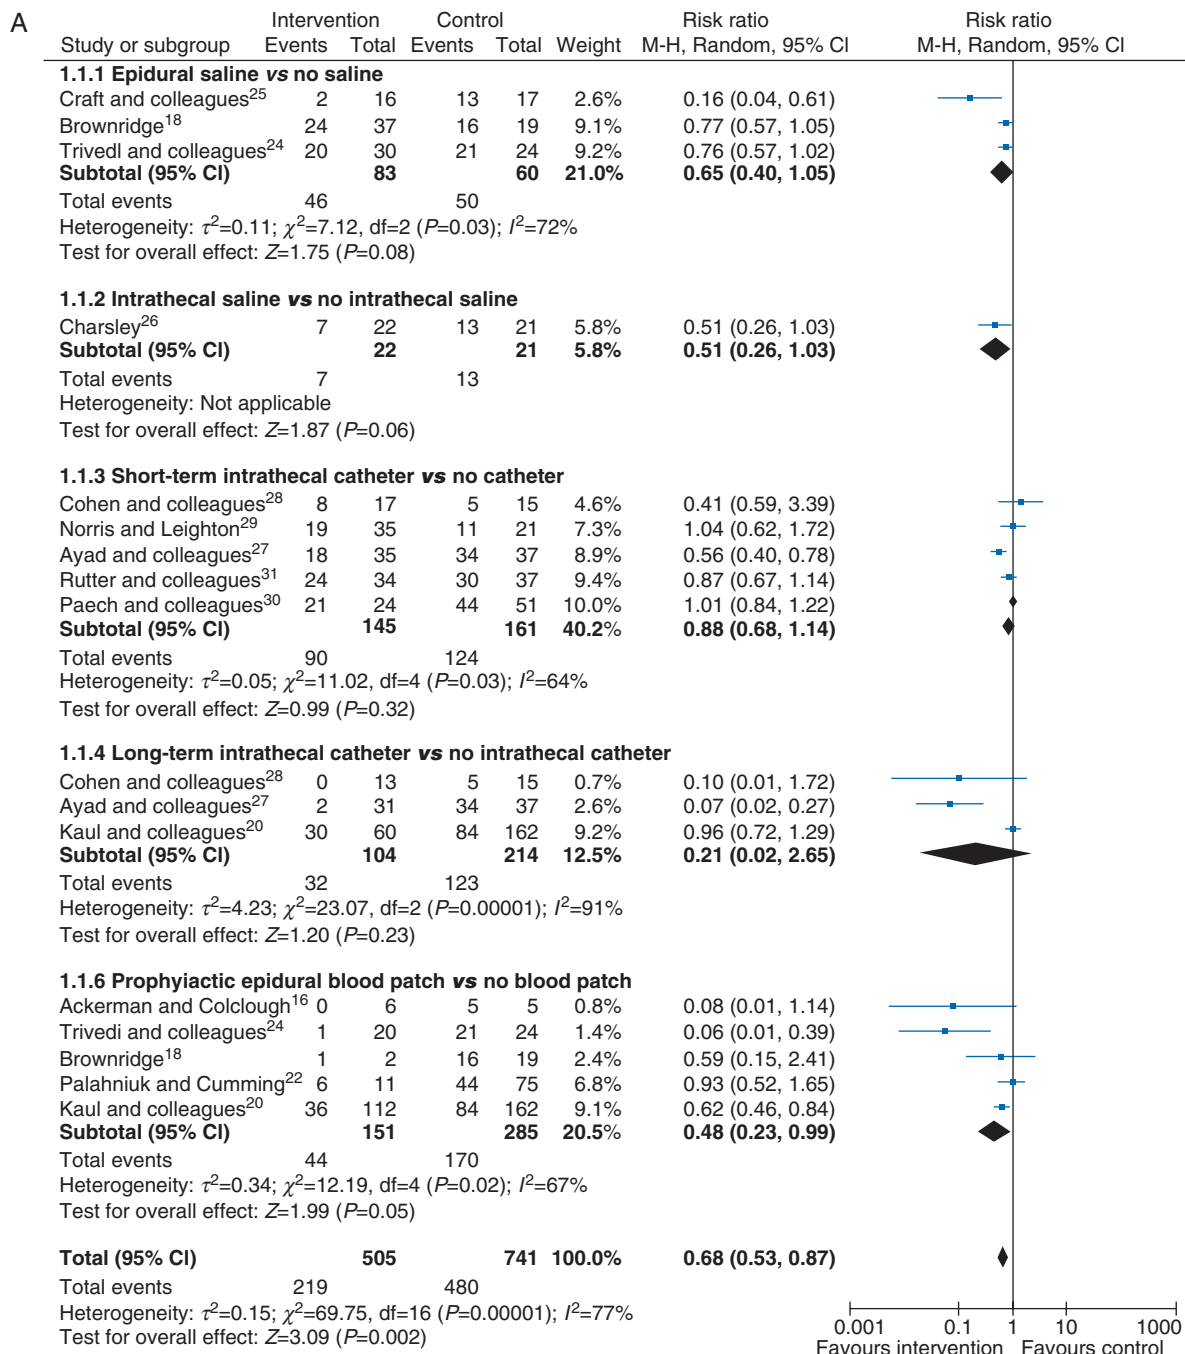 A
Intervention Control Risk ratio Risk ratio
Study or subgroup Events Total Events Total Weight M-H, Random, 95% CI M-H, Random, 95% CI
1.1.1 Epidural saline vs no saline
Craft and colleagues25 2 16 13 17 2.6% 0.16 (0.04, 0.61)
Brownridge18 24 37 16 19 9.1% 0.77 (0.57, 1.05)
Trivedl and colleagues24 20 30 21 24 9.2% 0.76 (0.57, 1.02)
Subtotal (95% CI) 83 60 21.0% 0.65 (0.40, 1.05)
Total events 46 50
Heterogeneity: τ2=0.11; χ2=7.12, df=2 (P=0.03); I2=72%
Test for overall effect: Z=1.75 (P=0.08)
1.1.2 Intrathecal saline vs no intrathecal saline
Charsley26 7 22 13 21 5.8% 0.51 (0.26, 1.03)
Subtotal (95% CI) 22 21 5.8% 0.51 (0.26, 1.03)
Total events 7 13
Heterogeneity: Not applicable
Test for overall effect: Z=1.87 (P=0.06)
1.1.3 Short-term intrathecal catheter vs no catheter
Cohen and colleagues28 8 17 5 15 4.6% 0.41 (0.59, 3.39)
Norris and Leighton29 19 35 11 21 7.3% 1.04 (0.62, 1.72)
Ayad and colleagues27 18 35 34 37 8.9% 0.56 (0.40, 0.78)
Rutter and colleagues31 24 34 30 37 9.4% 0.87 (0.67, 1.14)
Paech and colleagues30 21 24 44 51 10.0% 1.01 (0.84, 1.22)
Subtotal (95% CI) 145 161 40.2% 0.88 (0.68, 1.14)
Total events 90 124
Heterogeneity: τ2=0.05; χ2=11.02, df=4 (P=0.03); I2=64%
Test for overall effect: Z=0.99 (P=0.32)
1.1.4 Long-term intrathecal catheter vs no intrathecal catheter
Cohen and colleagues28 0 13 5 15 0.7% 0.10 (0.01, 1.72)
Ayad and colleagues27 2 31 34 37 2.6% 0.07 (0.02, 0.27)
Kaul and colleagues20 30 60 84 162 9.2% 0.96 (0.72, 1.29)
Subtotal (95% CI) 104 214 12.5% 0.21 (0.02, 2.65)
Total events 32 123
Heterogeneity: τ2=4.23; χ2=23.07, df=2 (P=0.00001); I2=91%
Test for overall effect: Z=1.20 (P=0.23)
1.1.6 Prophyiactic epidural blood patch vs no blood patch
Ackerman and Colclough16 0 6 5 5 0.8% 0.08 (0.01, 1.14)
Trivedi and colleagues24 1 20 21 24 1.4% 0.06 (0.01, 0.39)
Brownridge18 1 2 16 19 2.4% 0.59 (0.15, 2.41)
Palahniuk and Cumming22 6 11 44 75 6.8% 0.93 (0.52, 1.65)
Kaul and colleagues20 36 112 84 162 9.1% 0.62 (0.46, 0.84)
Subtotal (95% CI) 151 285 20.5% 0.48 (0.23, 0.99)
Total events 44 170
Heterogeneity: τ2=0.34; χ2=12.19, df=4 (P=0.02); I2=67%
Test for overall effect: Z=1.99 (P=0.05)
Total (95% CI) 505 741 100.0% 0.68 (0.53, 0.87)
Total events 219 480
Heterogeneity: τ2=0.15; χ2=69.75, df=16 (P=0.00001); I2=77%
Test for overall effect: Z=3.09 (P=0.002)
0.001 0.1 1 10 1000
Favours intervention Favours control